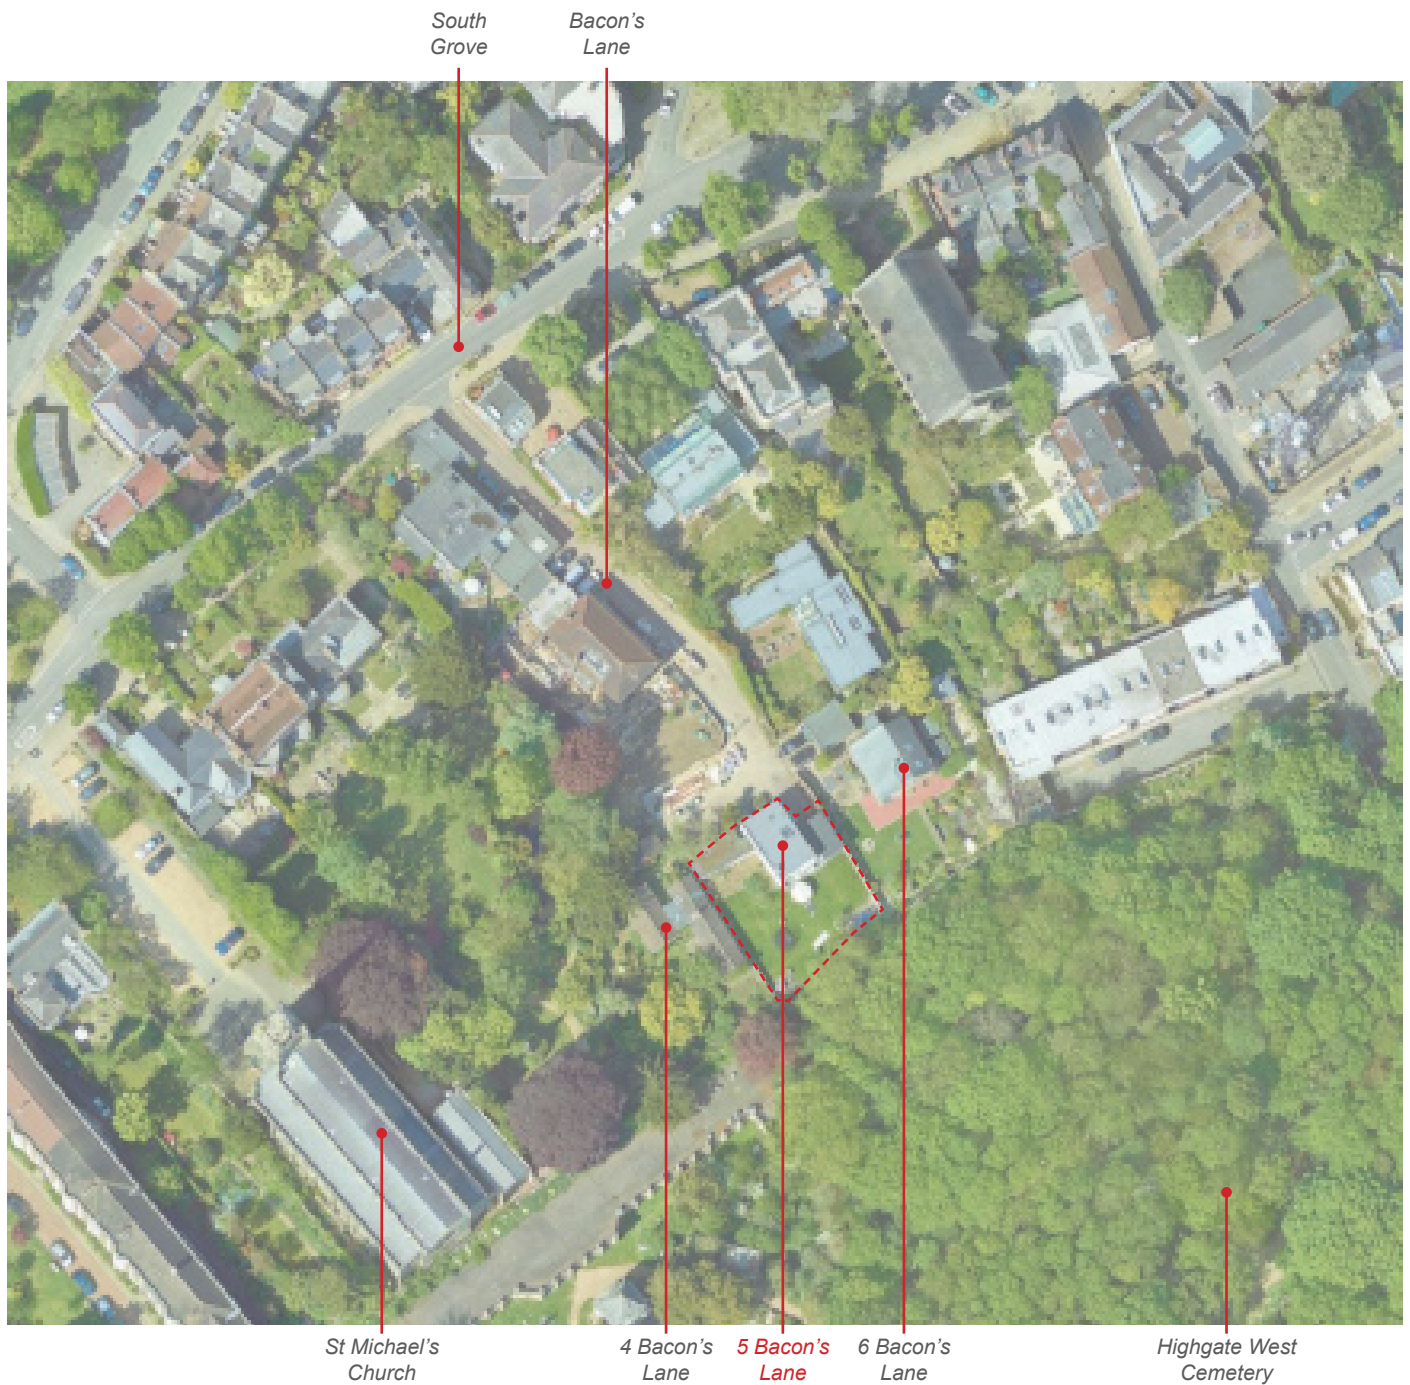 South
Grove
Bacon's
Lane
St Michael's
Church
4 Bacon's
Lane
5 Bacon's
Lane
6 Bacon's
Lane
Highgate West
Cemetery